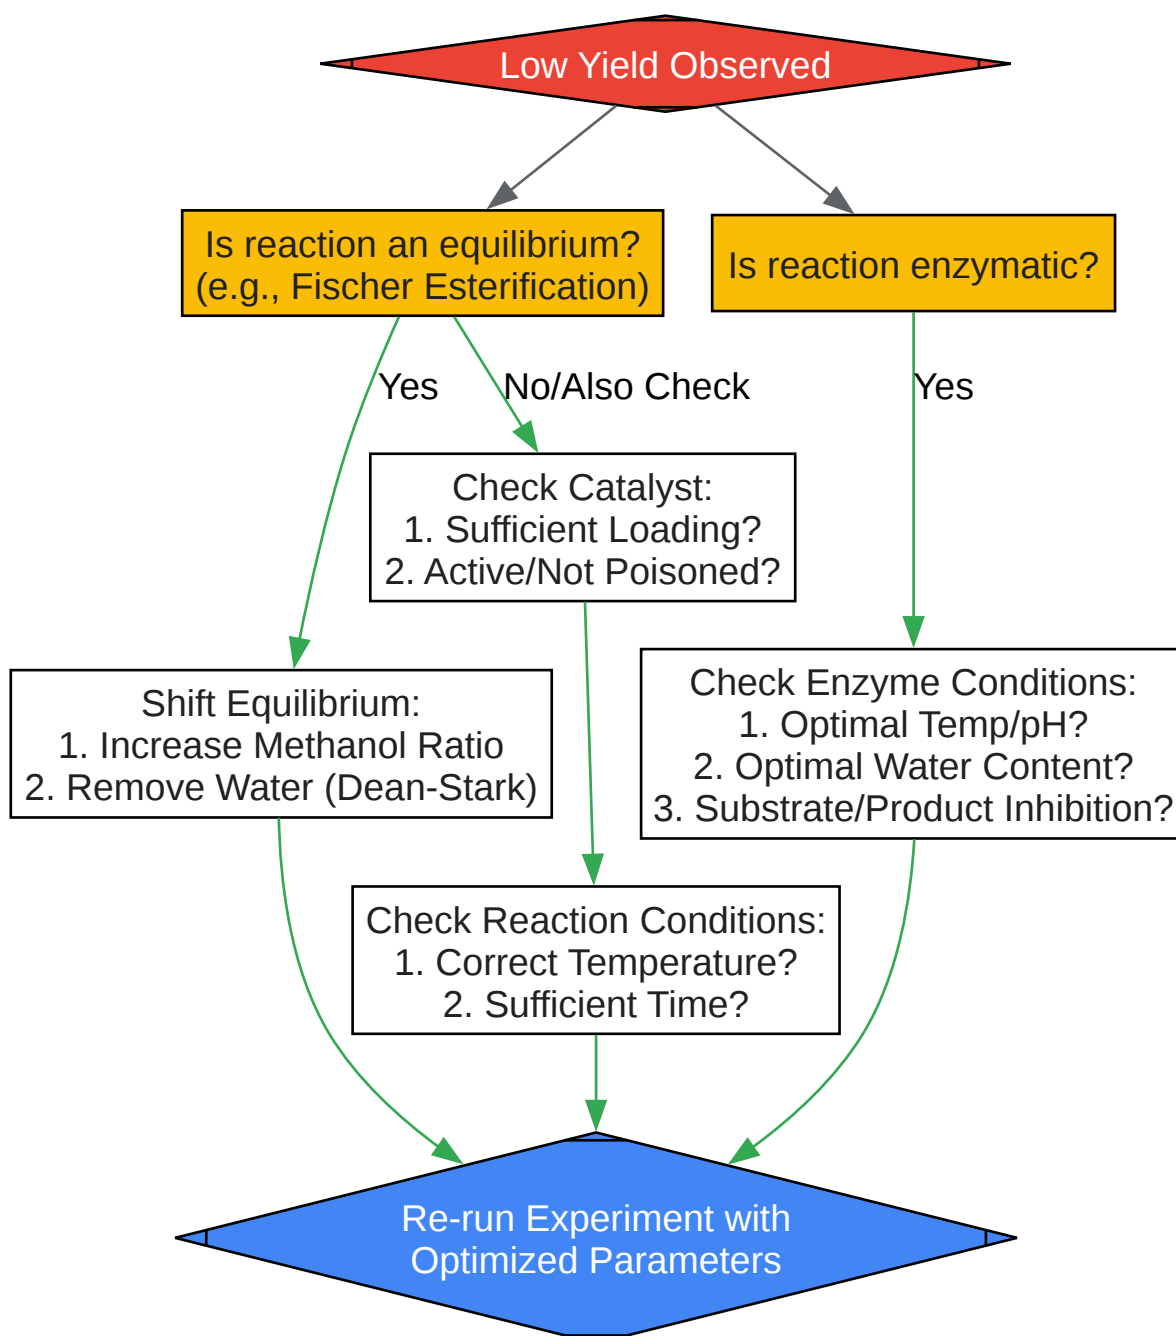 Low Yield Observed
Is reaction an equilibrium?
(e.g., Fischer Esterification)
Is reaction enzymatic?
Yes
No/Also Check
Yes
Check Catalyst:
1. Sufficient Loading?
2. Active/Not Poisoned?
Shift Equilibrium:
1. Increase Methanol Ratio
2. Remove Water (Dean-Stark)
Check Enzyme Conditions:
1. Optimal Temp/pH?
2. Optimal Water Content?
3. Substrate/Product Inhibition?
Check Reaction Conditions:
1. Correct Temperature?
2. Sufficient Time?
Re-run Experiment with
Optimized Parameters